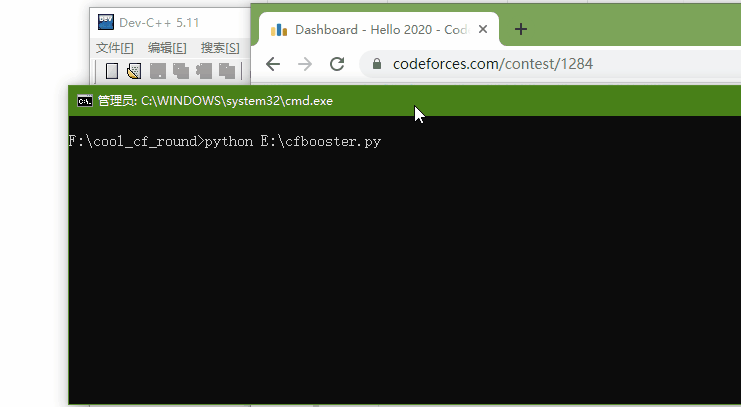 Dev-C++ 5.11
文件[F] 编辑[E] 搜索[S]
Dashboard - Hello 2020 - Cod
codeforces.com/contest/1284
管理员: C:\WINDOWS\system32\cmd.exe
F:\cool_cf_round>python E:\cfbooster.py